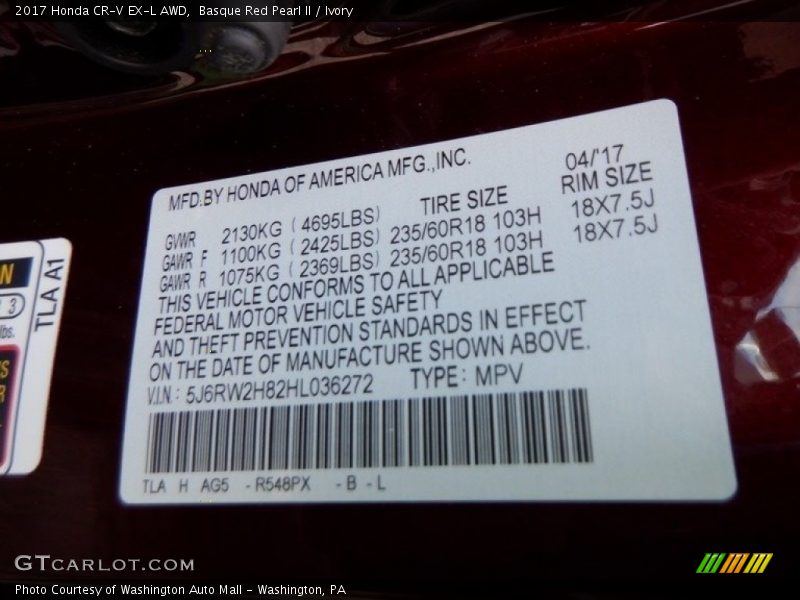 2017 Honda CR-V EX-L AWD, Basque Red Pearl II / Ivory
MFD.BY HONDA OF AMERICA MFG.,INC. 04/'17
TIRE SIZE RIM SIZE
GVWR 2130KG ( 4695LBS)
GAWR F 1100KG ( 2425LBS) 235/60R18 103H 18X7.5J
GAWR R 1075KG ( 2369LBS) 235/60R18 103H 18X7.5J
THIS VEHICLE CONFORMS TO ALL APPLICABLE
FEDERAL MOTOR VEHICLE SAFETY
AND THEFT PREVENTION STANDARDS IN EFFECT
ON THE DATE OF MANUFACTURE SHOWN ABOVE.
V.I.N.: 5J6RW2H82HL036272 TYPE: MPV
TLA H AG5 - R548PX - B - L
TLA A1
3
lbs.
GTCARLOT.COM
Photo Courtesy of Washington Auto Mall - Washington, PA